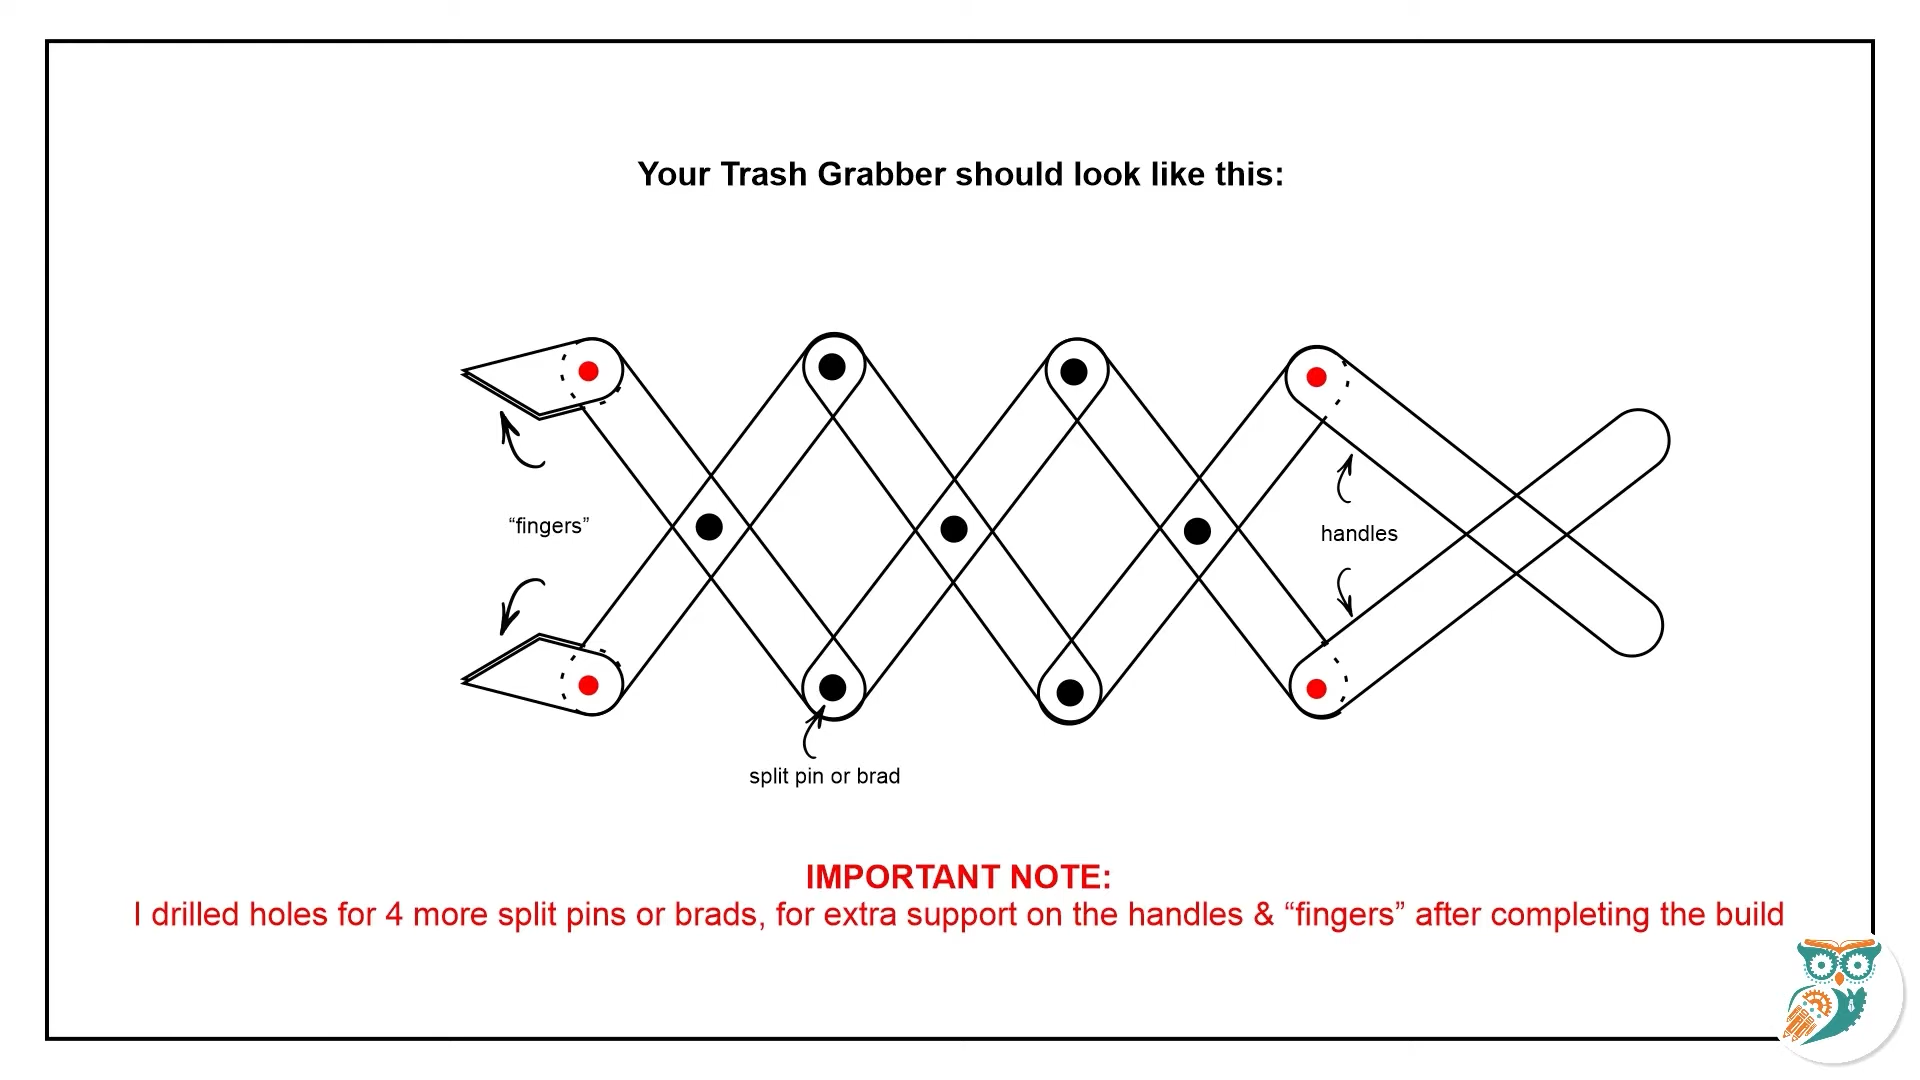 Your Trash Grabber should look like this:
“fingers”
handles
split pin or brad
IMPORTANT NOTE:
I drilled holes for 4 more split pins or brads, for extra support on the handles & “fingers” after completing the build